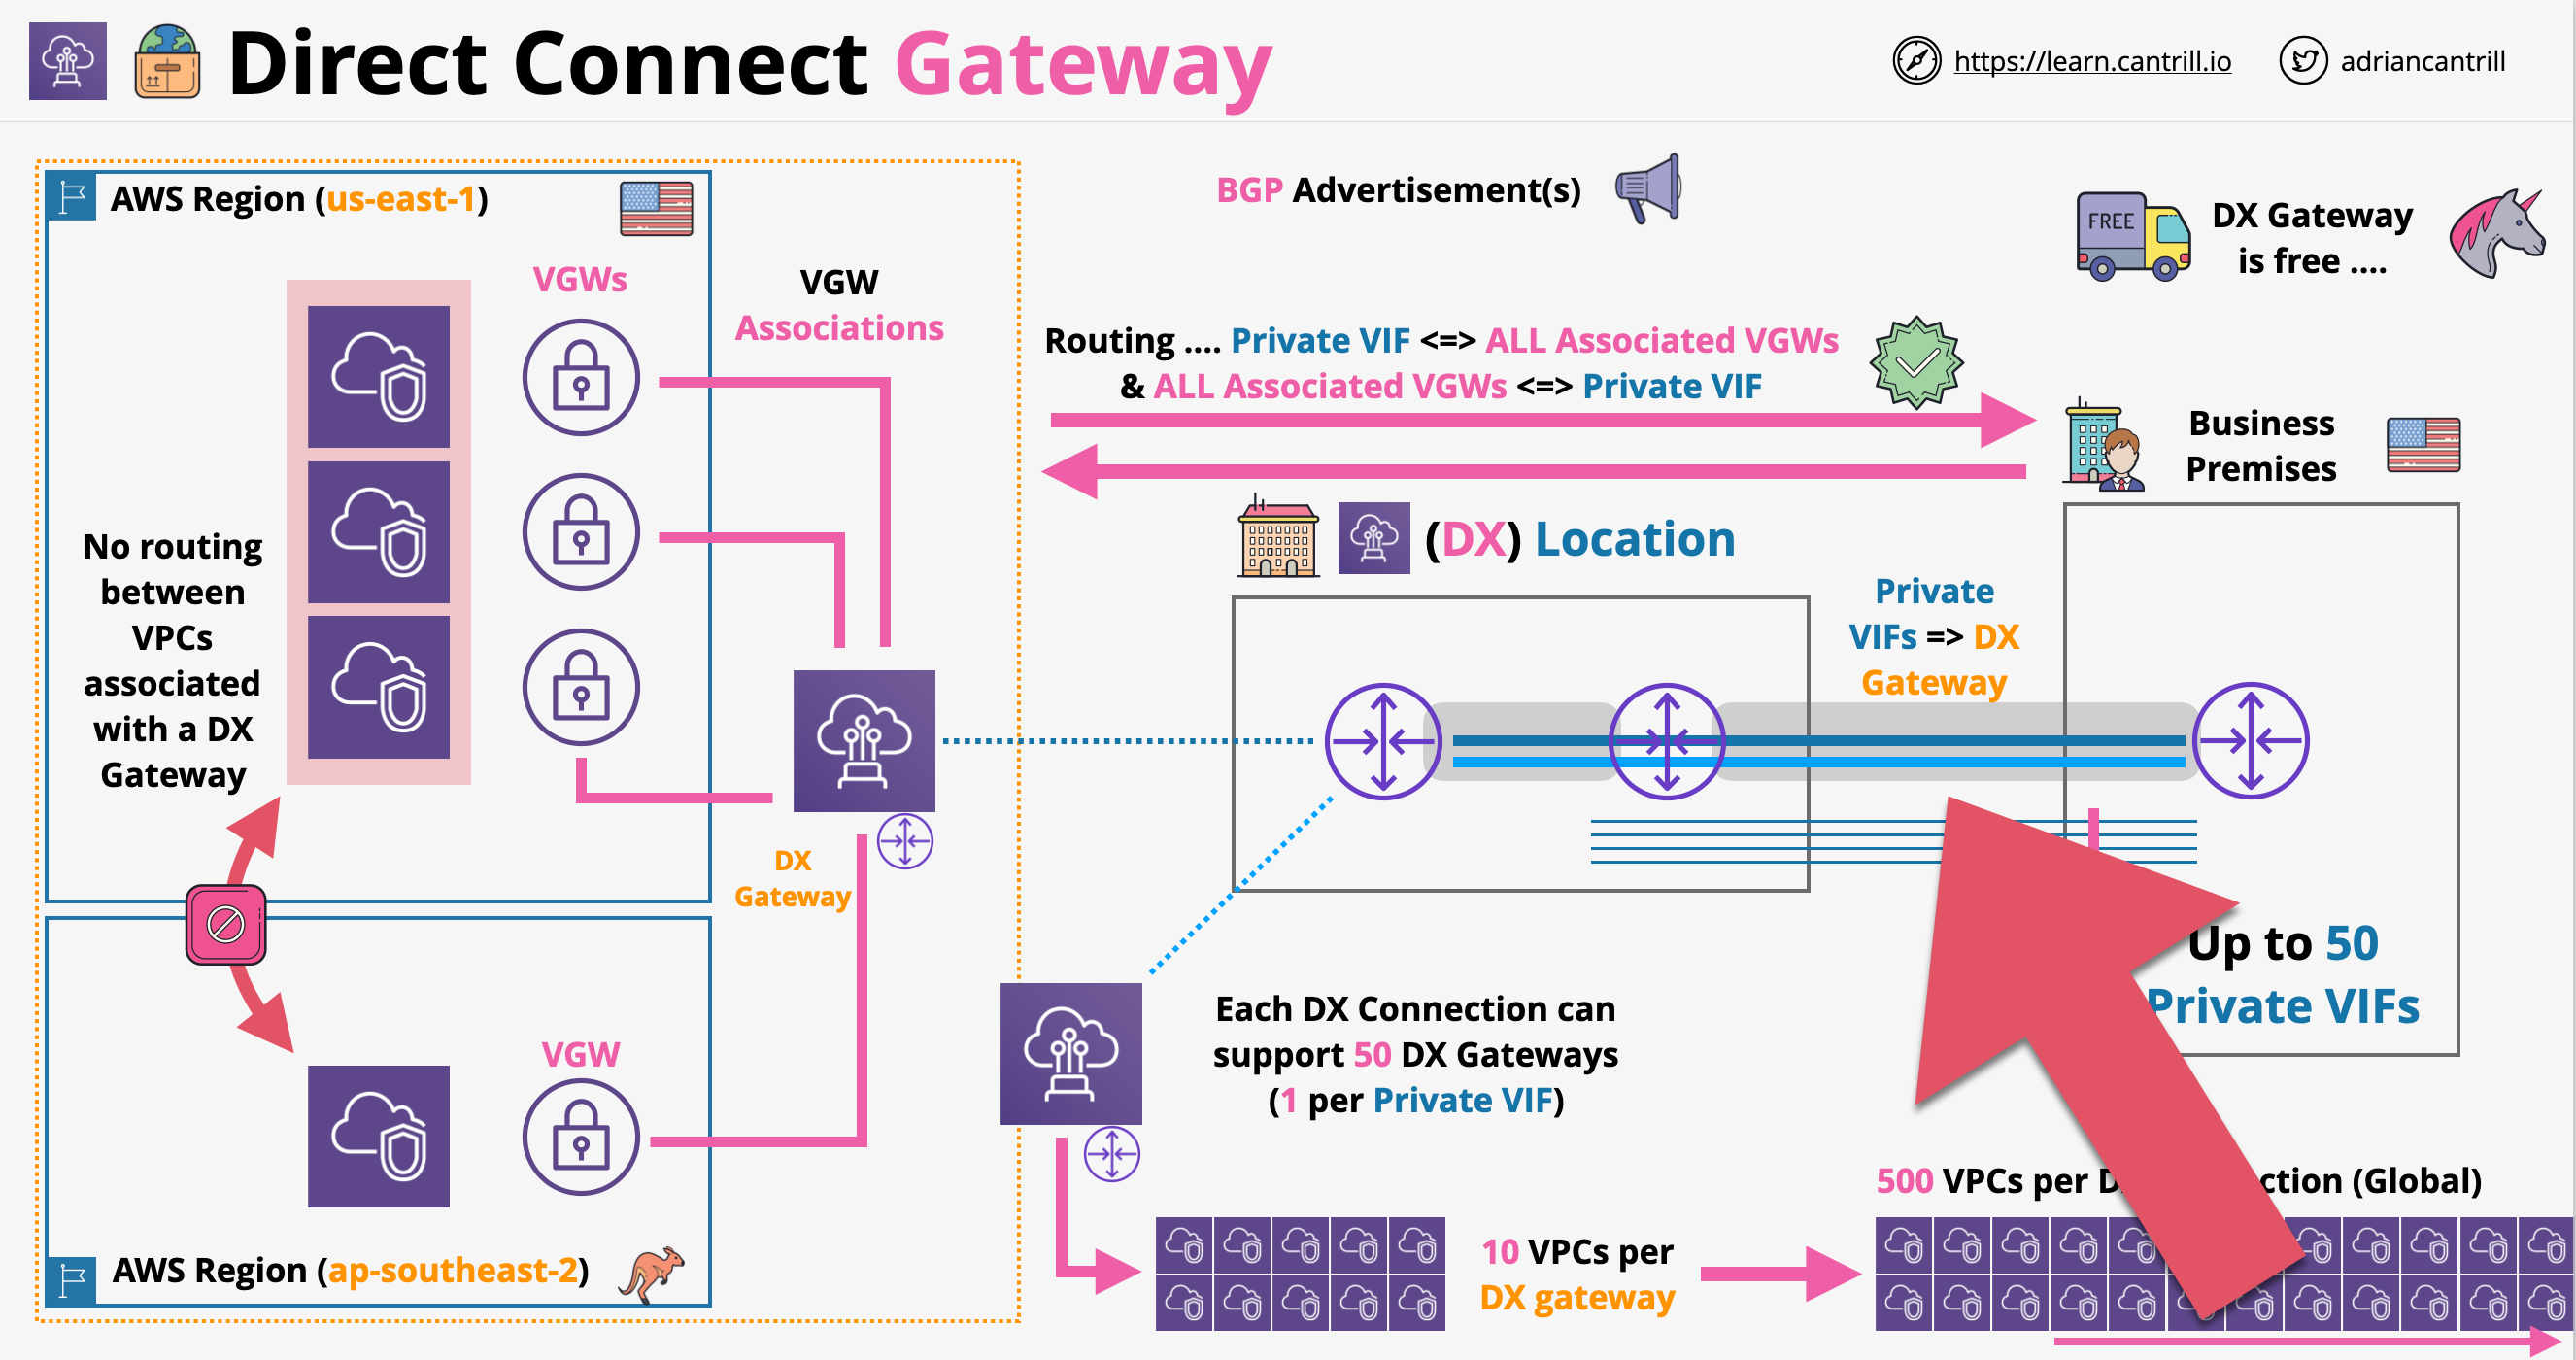 Direct Connect Gateway
https://learn.cantrill.io
adriancantrill
AWS Region (us-east-1)
VGWs
VGW
Associations
No routing
between
VPCs
associated
with a DX
Gateway
DX
Gateway
VGW
AWS Region (ap-southeast-2)
BGP Advertisement(s)
FREE
DX Gateway
is free ....
Routing .... Private VIF <=> ALL Associated VGWs
& ALL Associated VGWs <=> Private VIF
Business
Premises
(DX) Location
Private
VIFs => DX
Gateway
Up to 50
Private VIFs
Each DX Connection can
support 50 DX Gateways
(1 per Private VIF)
10 VPCs per
DX gateway
500 VPCs per ction (Global)